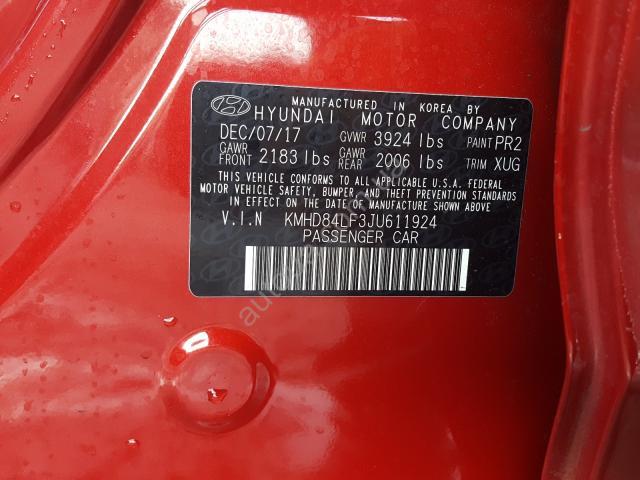 MANUFACTURED IN KOREA BY
HYUNDAI MOTOR COMPANY
DEC/07/17 GVWR 3924 lbs PAINT PR2
GAWR FRONT 2183 lbs GAWR REAR 2006 lbs TRIM XUG
THIS VEHICLE CONFORMS TO ALL APPLICABLE U.S.A. FEDERAL
MOTOR VEHICLE SAFETY, BUMPER, AND THEFT PREVENTION STANDARDS
IN EFFECT ON THE DATE OF MANUFACTURE SHOWN ABOVE.
V.I.N KMHD84LF3JU611924
PASSENGER CAR